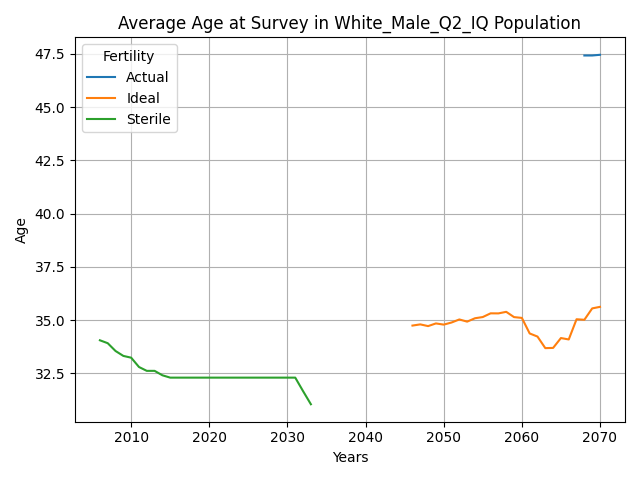 Average Age at Survey in White_Male_Q2_IQ Population
Fertility
Actual
Ideal
Sterile
47.5
45.0
42.5
40.0
37.5
35.0
32.5
Age
2010
2020
2030
2040
2050
2060
2070
Years